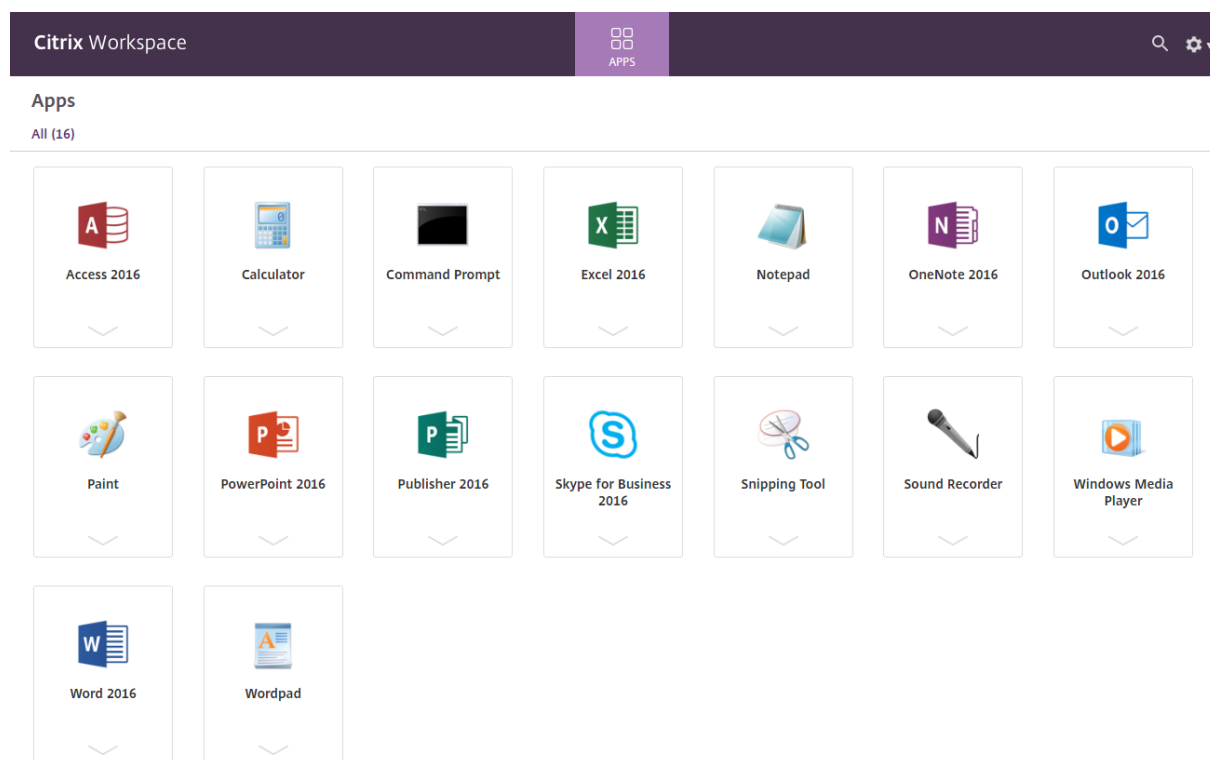 Citrix Workspace
APPS
Apps
All (16)
Access 2016
Calculator
Command Prompt
Excel 2016
Notepad
OneNote 2016
Outlook 2016
Paint
PowerPoint 2016
Publisher 2016
Skype for Business
2016
Snipping Tool
Sound Recorder
Windows Media
Player
Word 2016
Wordpad